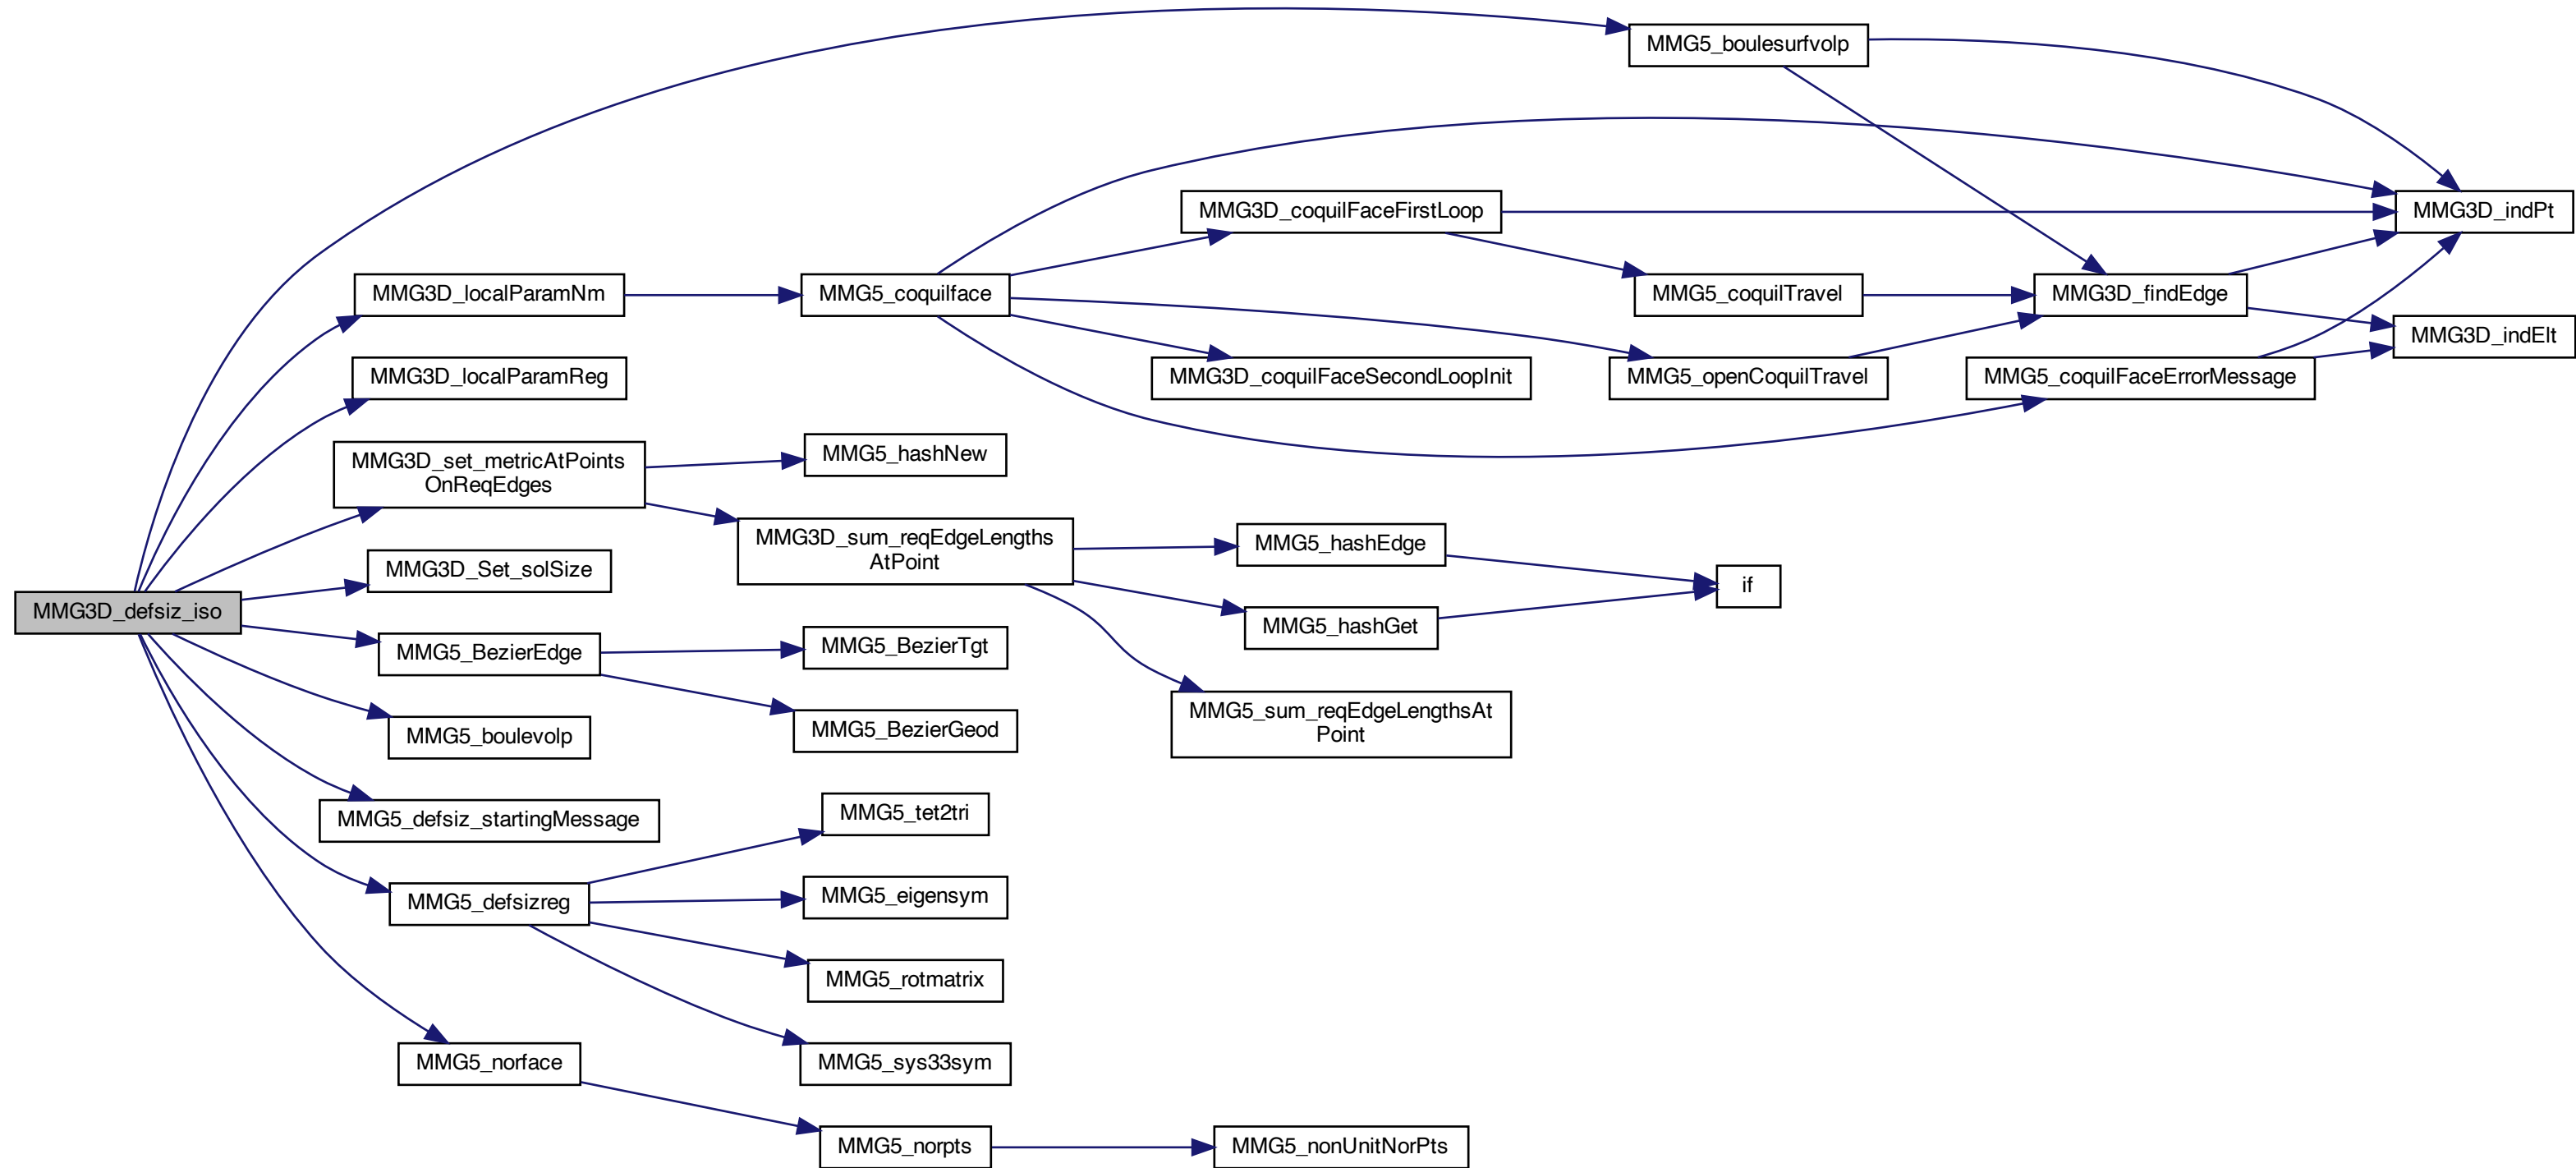 MMG5_boulesurfvolp
MMG3D_coquilFaceFirstLoop
MMG3D_indPt
MMG3D_localParamNm
MMG5_coquilface
MMG5_coquilTravel
MMG3D_findEdge
MMG3D_indElt
MMG3D_localParamReg
MMG3D_coquilFaceSecondLoopInit
MMG5_openCoquilTravel
MMG5_coquilFaceErrorMessage
MMG3D_set_metricAtPoints
OnReqEdges
MMG5_hashNew
MMG3D_sum_reqEdgeLengths
AtPoint
MMG5_hashEdge
MMG3D_Set_solSize
if
MMG3D_defsiz_iso
MMG5_hashGet
MMG5_BezierEdge
MMG5_BezierTgt
MMG5_sum_reqEdgeLengthsAt
Point
MMG5_boulevolp
MMG5_BezierGeod
MMG5_defsiz_startingMessage
MMG5_tet2tri
MMG5_defsizreg
MMG5_eigensym
MMG5_rotmatrix
MMG5_norface
MMG5_sys33sym
MMG5_norpts
MMG5_nonUnitNorPts